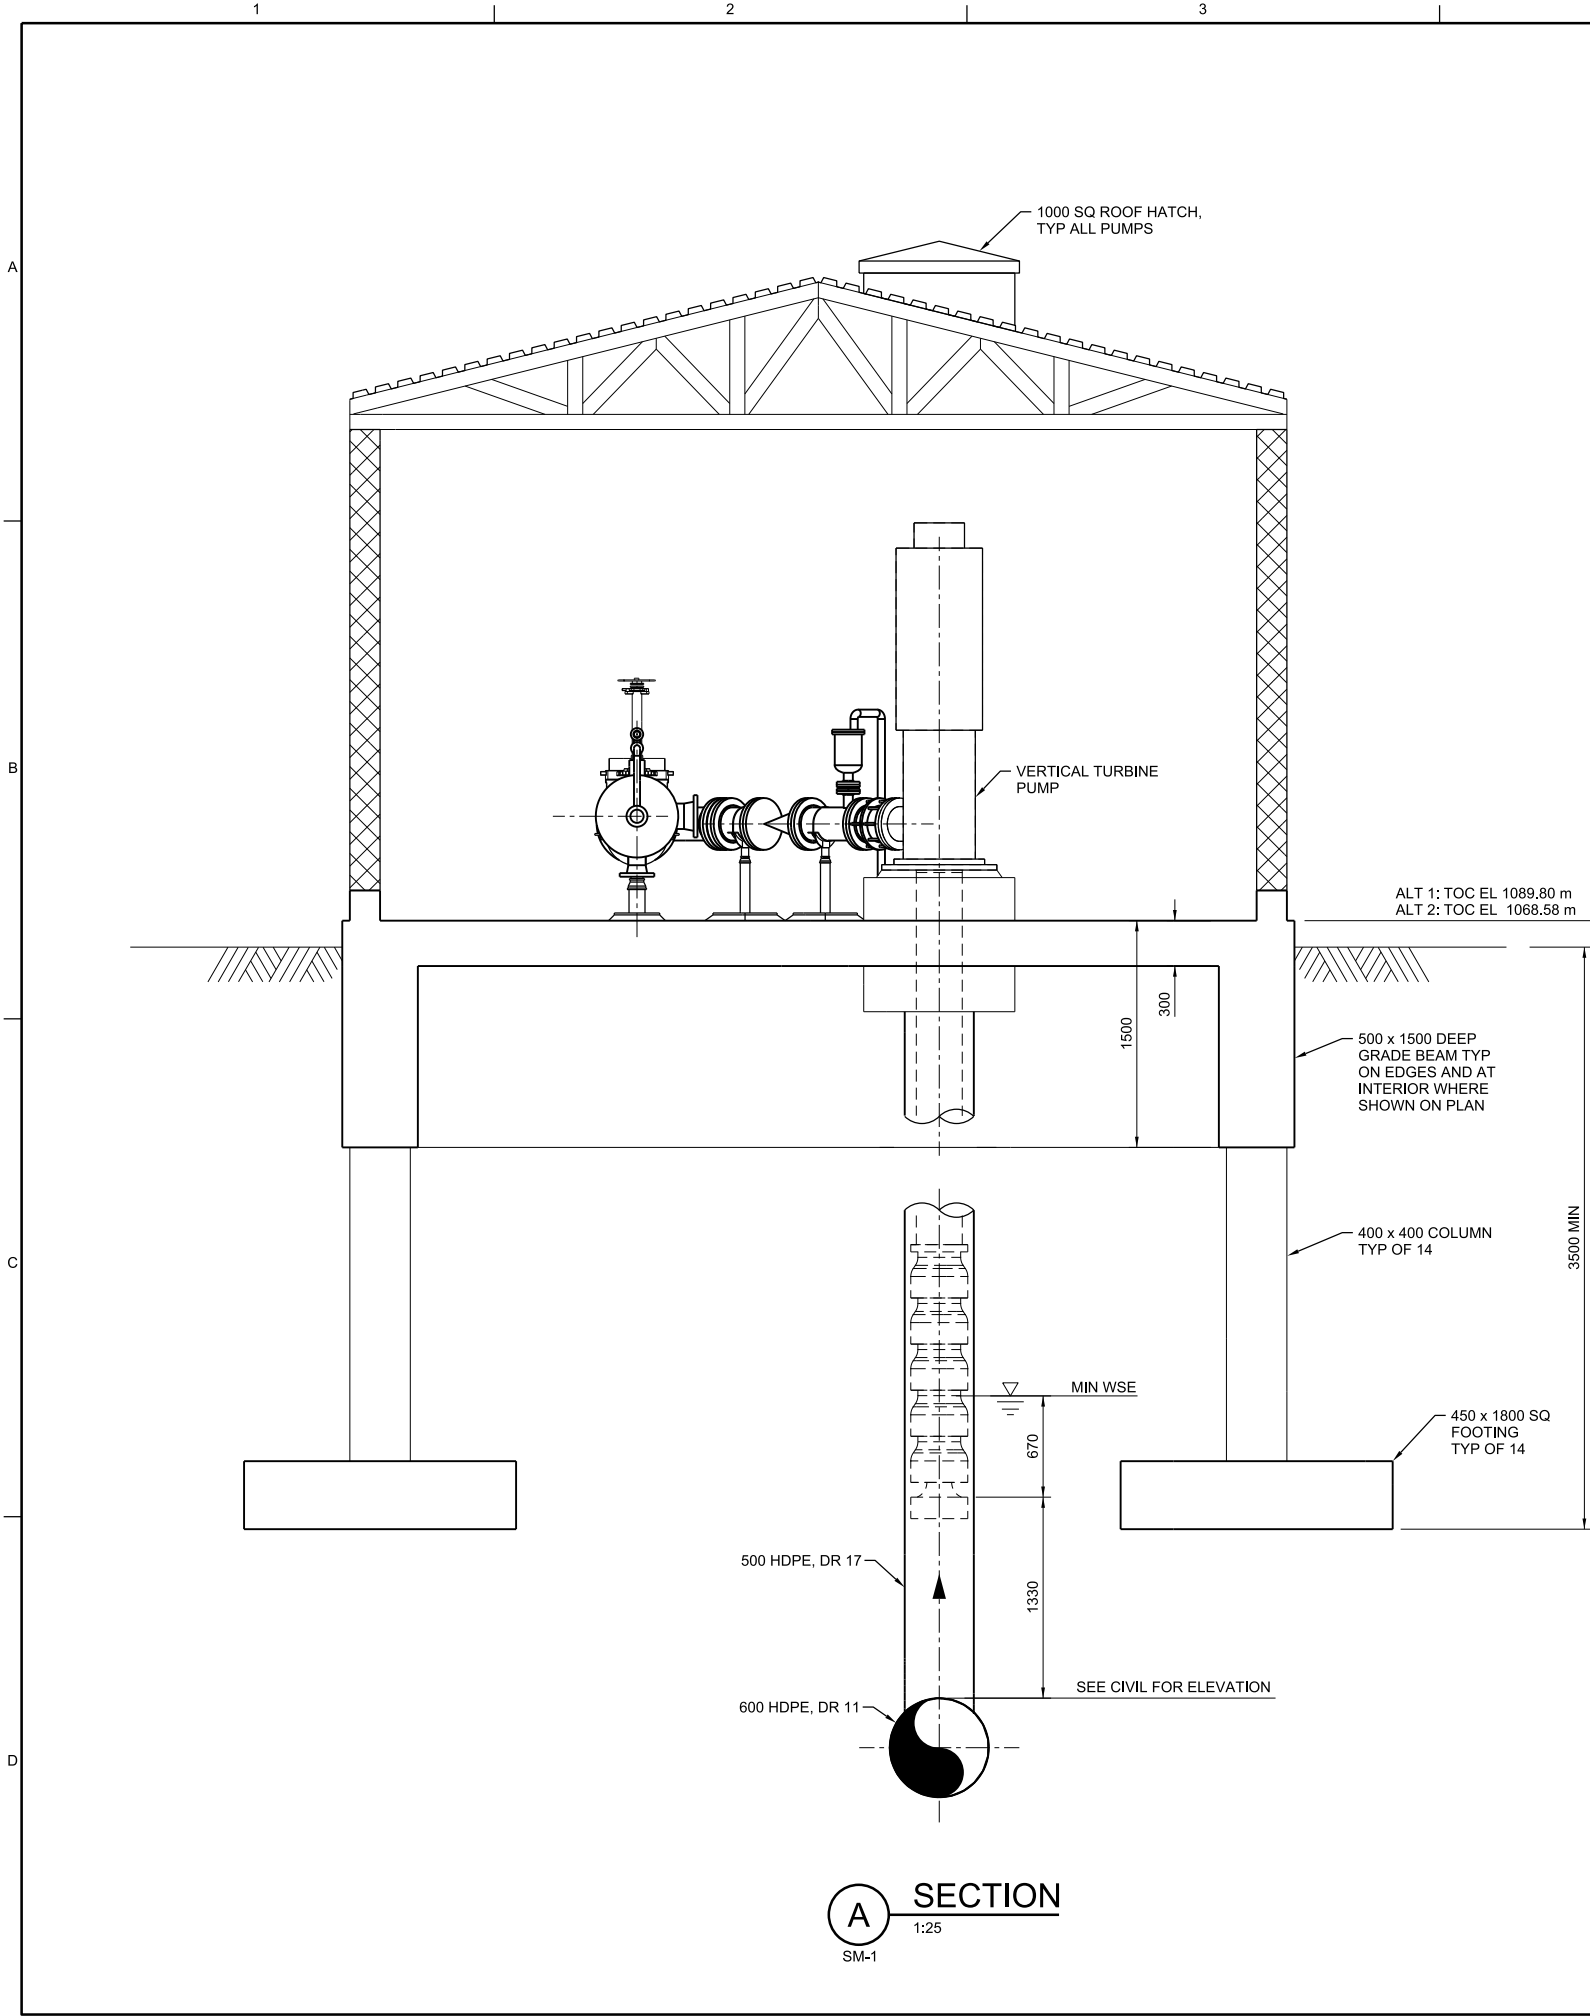 1
2
3
A
B
C
D
1000 SQ ROOF HATCH,
TYP ALL PUMPS
VERTICAL TURBINE
PUMP
ALT 1: TOC EL 1089.80 m
ALT 2: TOC EL 1068.58 m
300
1500
500 x 1500 DEEP
GRADE BEAM TYP
ON EDGES AND AT
INTERIOR WHERE
SHOWN ON PLAN
400 x 400 COLUMN
TYP OF 14
3500 MIN
MIN WSE
670
450 x 1800 SQ
FOOTING
TYP OF 14
500 HDPE, DR 17
1330
SEE CIVIL FOR ELEVATION
600 HDPE, DR 11
A
SECTION
1:25
SM-1